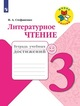 Н. А. Стефаненко
Литературное
чтение
Тетрадь учебных
достижений
3